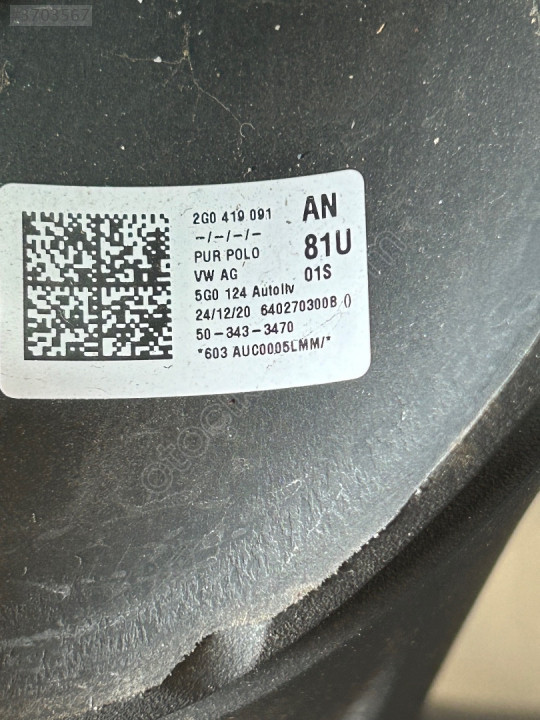 3703567
2G0 419 091 AN
-/-/-/-
PUR POLO 81U
VW AG 01S
5G0 124 Autoliv
24/12/20 640270300B ()
50-343-3470
*603 AUC0005LMM/*